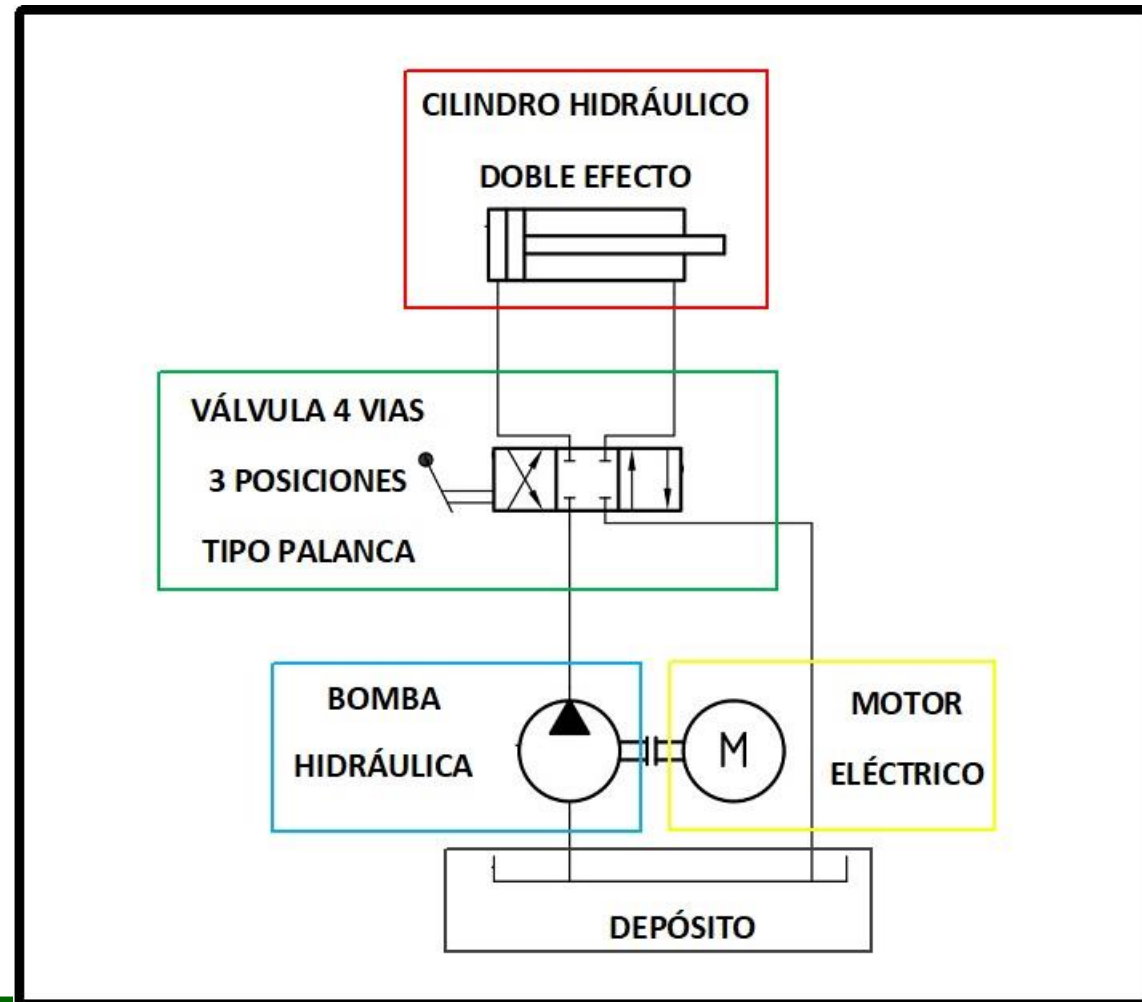 CILINDRO HIDRÁULICO
DOBLE EFECTO
VÁLVULA 4 VIAS
3 POSICIONES
TIPO PALANCA
BOMBA
HIDRÁULICA
M
MOTOR
ELÉCTRICO
DEPÓSITO